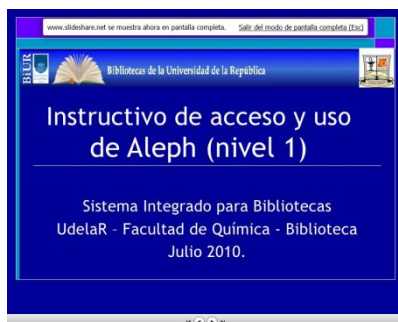 www.slideshare.net se muestra ahora en pantalla completa. Salir del modo de pantalla completa (Esc)
BiUR
Bibliotecas de la Universidad de la República
Instructivo de acceso y uso
de Aleph (nivel 1)
Sistema Integrado para Bibliotecas
UdelaR - Facultad de Química - Biblioteca
Julio 2010.